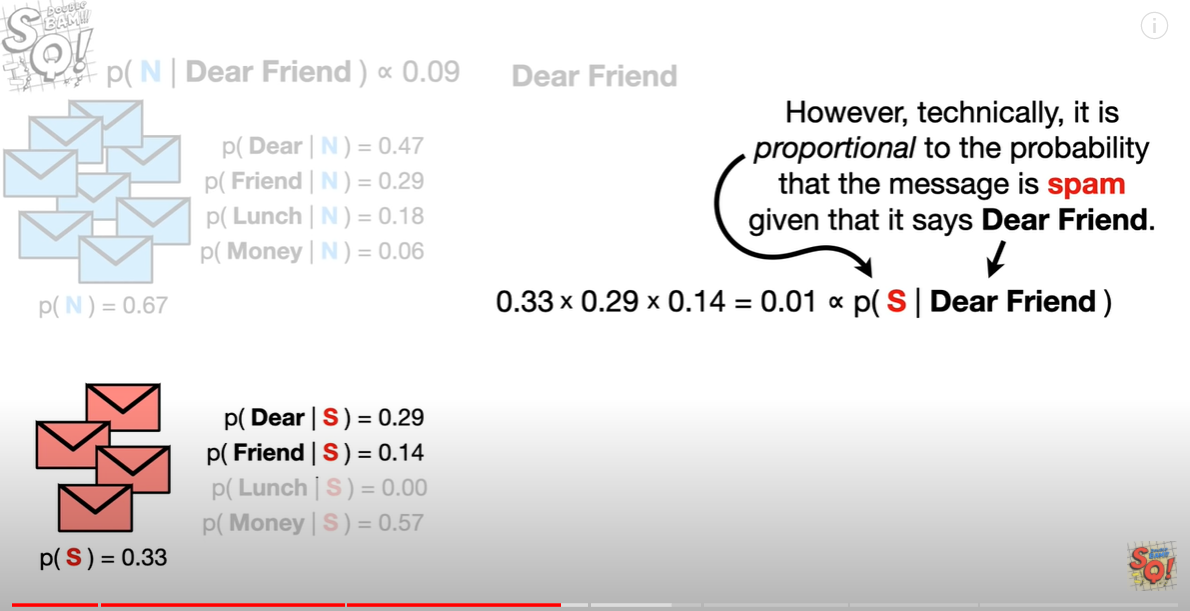 DOUBLE
BAM!!!
SQ!
p( N | Dear Friend ) ∝ 0.09
Dear Friend
However, technically, it is
proportional to the probability
that the message is spam
given that it says Dear Friend.
p( Dear | N ) = 0.47
p( Friend | N ) = 0.29
p( Lunch | N ) = 0.18
p( Money | N ) = 0.06
p( N ) = 0.67
0.33 × 0.29 × 0.14 = 0.01 ∝ p( S | Dear Friend )
p( Dear | S ) = 0.29
p( Friend | S ) = 0.14
p( Lunch | S ) = 0.00
p( Money | S ) = 0.57
p( S ) = 0.33
DOUBLE
BAM!!!
SQ!